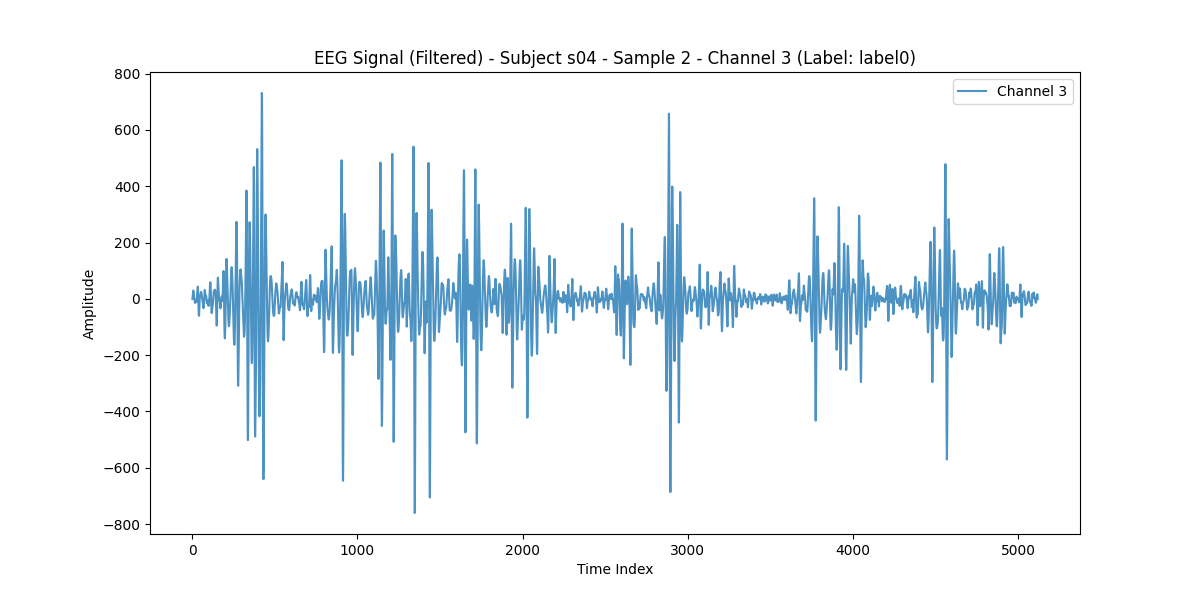 EEG Signal (Filtered) - Subject s04 - Sample 2 - Channel 3 (Label: label0)
Channel 3
Amplitude
800
600
400
200
0
−200
−400
−600
−800
0 1000 2000 3000 4000 5000
Time Index